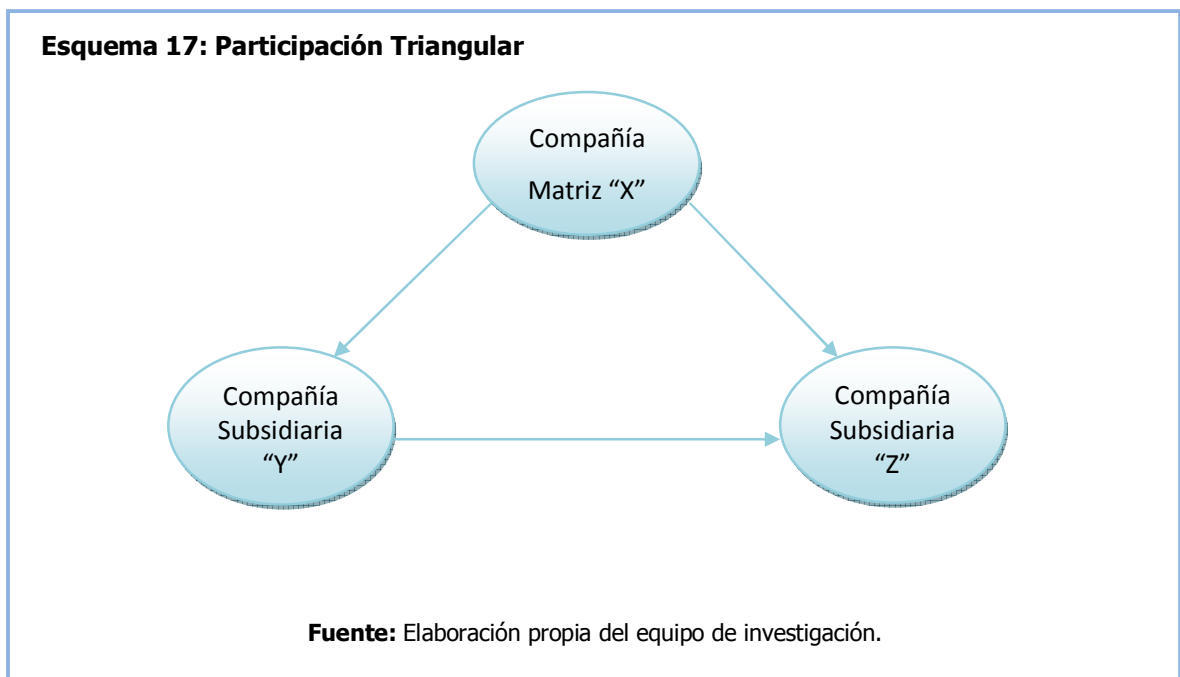 Esquema 17: Participación Triangular
Compañía
Matriz “X”
Compañía
Subsidiaria
“Y”
Compañía
Subsidiaria
“Z”
Fuente: Elaboración propia del equipo de investigación.